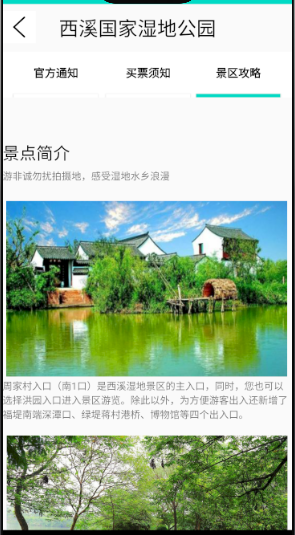 西溪国家湿地公园
官方通知 买票须知 景区攻略
景点简介
游非诚勿扰拍摄地，感受湿地水乡浪漫
周家村入口（南1口）是西溪湿地景区的主入口，同时，您也可以
选择洪园入口进入景区游览。除此以外，为方便游客出入还新增了
福堤南端深潭口、绿堤蒋村港桥、博物馆等四个出入口。